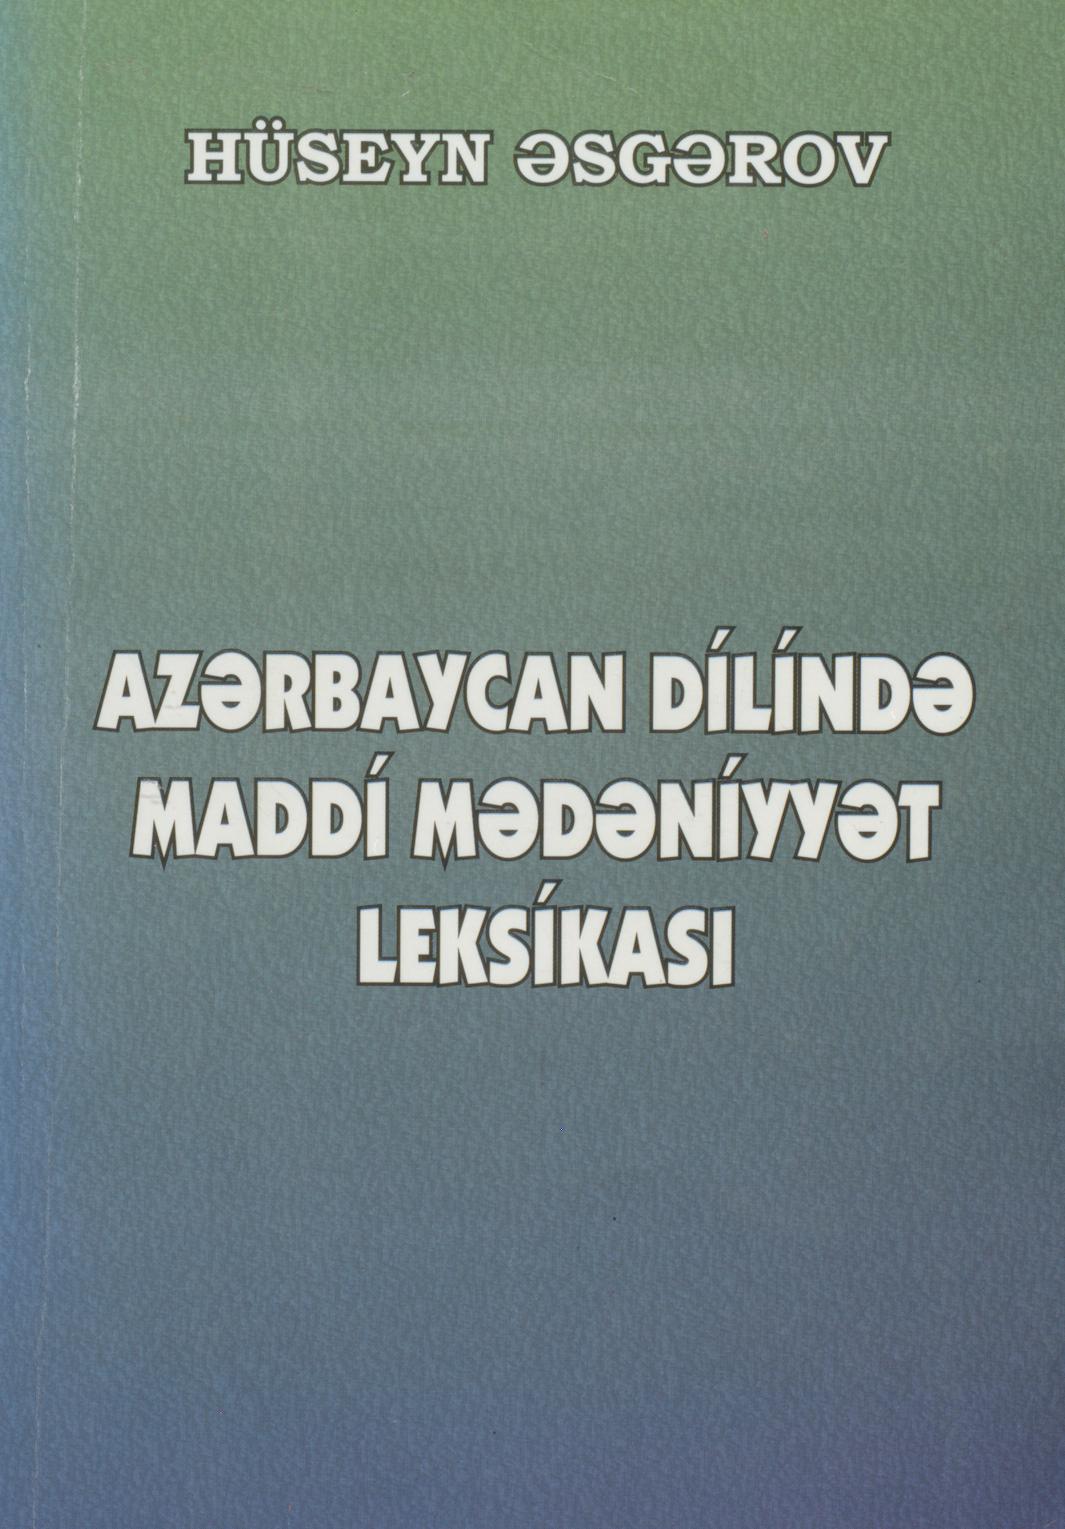 HÜSEYN ƏSGƏROV
AZƏRBAYCAN DÍLÍNDƏ
MADDÍ MƏDƏNÍYYƏT
LEKSÍKASI